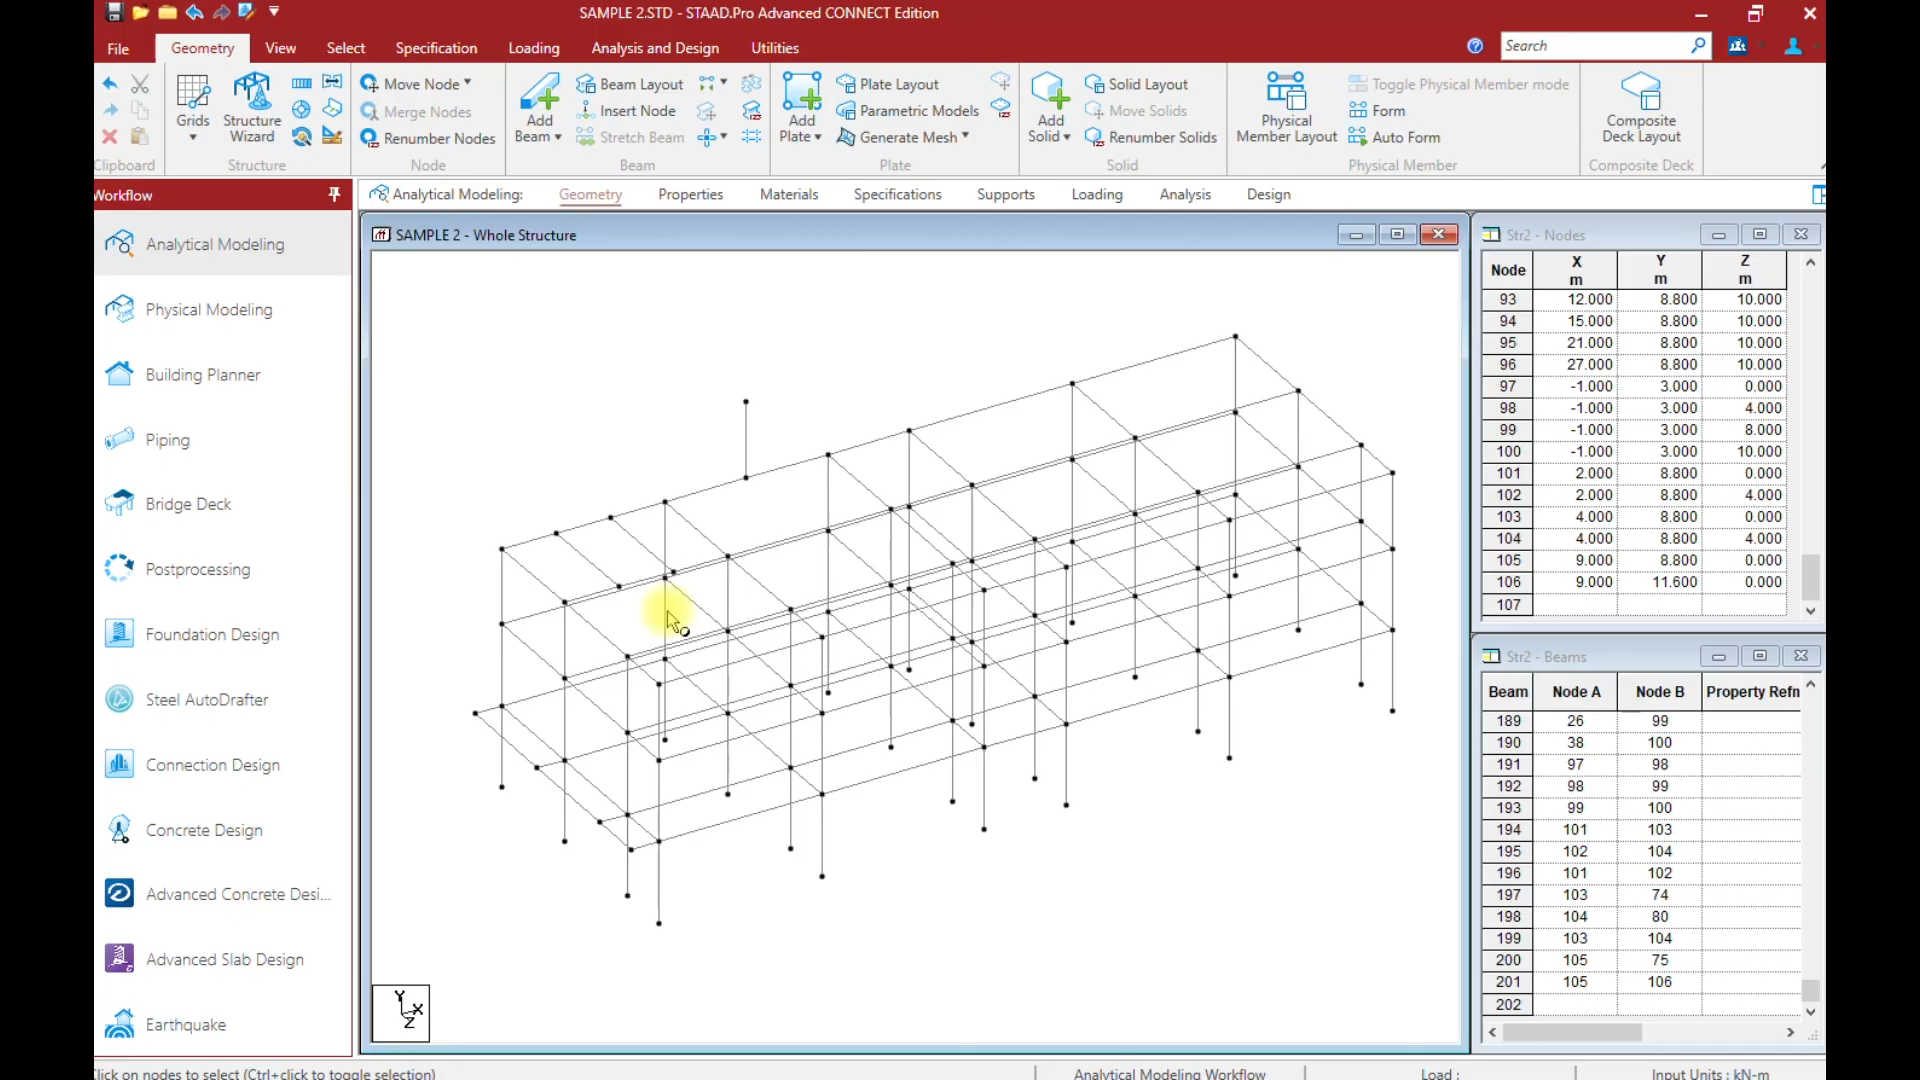 SAMPLE 2.STD - STAAD.Pro Advanced CONNECT Edition
File Geometry View Select Specification Loading Analysis and Design Utilities
Search
Grids
Structure Wizard
Structure
Clipboard
Move Node
Merge Nodes
Renumber Nodes
Node
Add Beam
Beam Layout
Insert Node
Stretch Beam
Beam
Add Plate
Plate Layout
Parametric Models
Generate Mesh
Plate
Add Solid
Solid Layout
Move Solids
Renumber Solids
Solid
Physical Member Layout
Toggle Physical Member mode
Form
Auto Form
Physical Member
Composite Deck Layout
Composite Deck
Workflow
Analytical Modeling: Geometry Properties Materials Specifications Supports Loading Analysis Design
Analytical Modeling
Physical Modeling
Building Planner
Piping
Bridge Deck
Postprocessing
Foundation Design
Steel AutoDrafter
Connection Design
Concrete Design
Advanced Concrete Desi...
Advanced Slab Design
Earthquake
SAMPLE 2 - Whole Structure
Y
X
Z
Str2 - Nodes
Node X m Y m Z m
93 12.000 8.800 10.000
94 15.000 8.800 10.000
95 21.000 8.800 10.000
96 27.000 8.800 10.000
97 -1.000 3.000 0.000
98 -1.000 3.000 4.000
99 -1.000 3.000 8.000
100 -1.000 3.000 10.000
101 2.000 8.800 0.000
102 2.000 8.800 4.000
103 4.000 8.800 0.000
104 4.000 8.800 4.000
105 9.000 8.800 0.000
106 9.000 11.600 0.000
107
Str2 - Beams
Beam Node A Node B Property Refn
189 26 99
190 38 100
191 97 98
192 98 99
193 99 100
194 101 103
195 102 104
196 101 102
197 103 74
198 104 80
199 103 104
200 105 75
201 105 106
202
Click on nodes to select (Ctrl+click to toggle selection)
Analytical Modeling Workflow
Load :
Input Units : kN-m